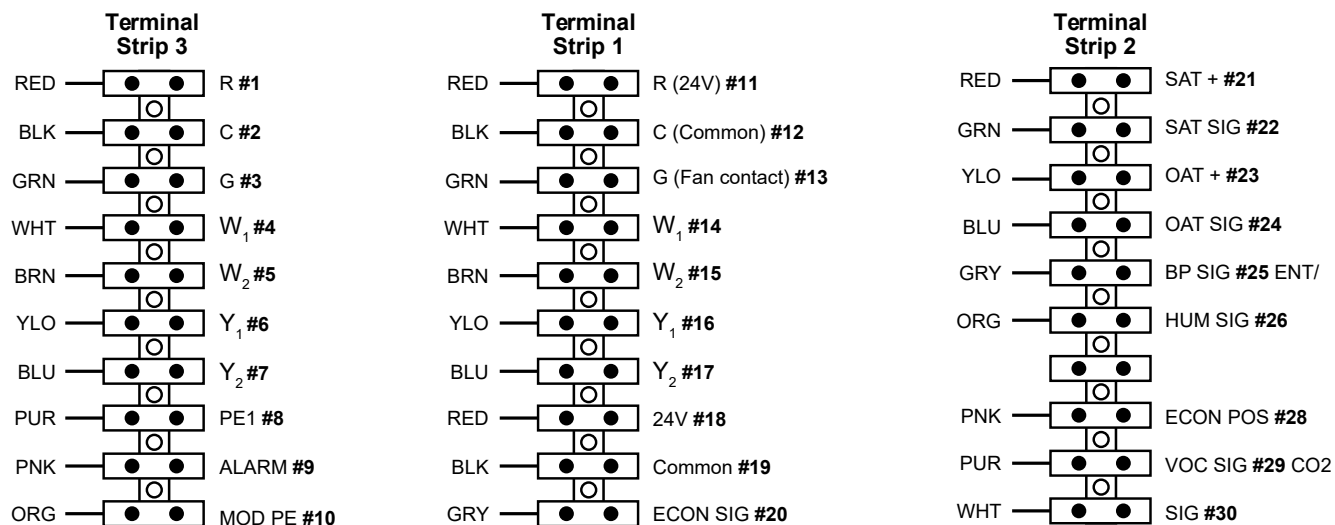 Terminal
Strip 3
RED R #1
BLK C #2
GRN G #3
WHT W₁ #4
BRN W₂ #5
YLO Y₁ #6
BLU Y₂ #7
PUR PE1 #8
PNK ALARM #9
ORG MOD PE #10
Terminal
Strip 1
RED R (24V) #11
BLK C (Common) #12
GRN G (Fan contact) #13
WHT W₁ #14
BRN W₂ #15
YLO Y₁ #16
BLU Y₂ #17
RED 24V #18
BLK Common #19
GRY ECON SIG #20
Terminal
Strip 2
RED SAT + #21
GRN SAT SIG #22
YLO OAT + #23
BLU OAT SIG #24
GRY BP SIG #25 ENT/
ORG HUM SIG #26
PNK ECON POS #28
PUR VOC SIG #29 CO2
WHT SIG #30